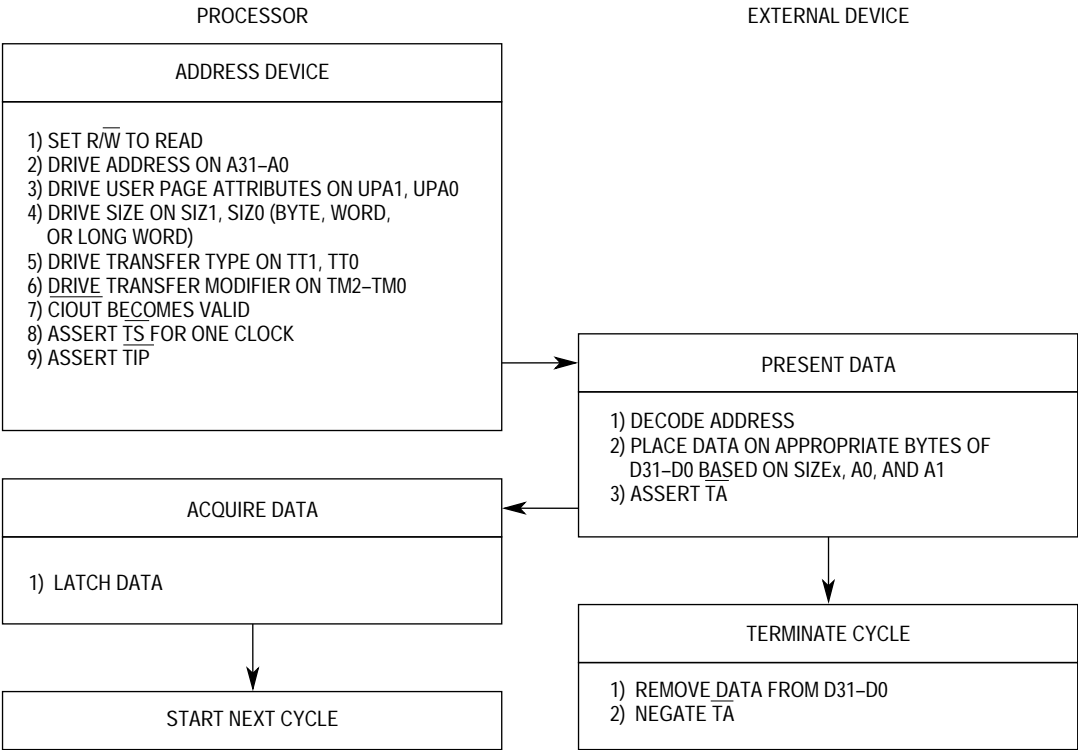 PROCESSOR
EXTERNAL DEVICE
ADDRESS DEVICE
1) SET R/W̅ TO READ
2) DRIVE ADDRESS ON A31–A0
3) DRIVE USER PAGE ATTRIBUTES ON UPA1, UPA0
4) DRIVE SIZE ON SIZ1, SIZ0 (BYTE, WORD,
OR LONG WORD)
5) DRIVE TRANSFER TYPE ON TT1, TT0
6) DRIVE TRANSFER MODIFIER ON TM2–TM0
7) C̅I̅O̅U̅T̅ BECOMES VALID
8) ASSERT T̅S̅ FOR ONE CLOCK
9) ASSERT T̅I̅P̅
PRESENT DATA
1) DECODE ADDRESS
2) PLACE DATA ON APPROPRIATE BYTES OF
D31–D0 BASED ON SIZEx, A0, AND A1
3) ASSERT T̅A̅
ACQUIRE DATA
1) LATCH DATA
TERMINATE CYCLE
1) REMOVE DATA FROM D31–D0
2) NEGATE T̅A̅
START NEXT CYCLE